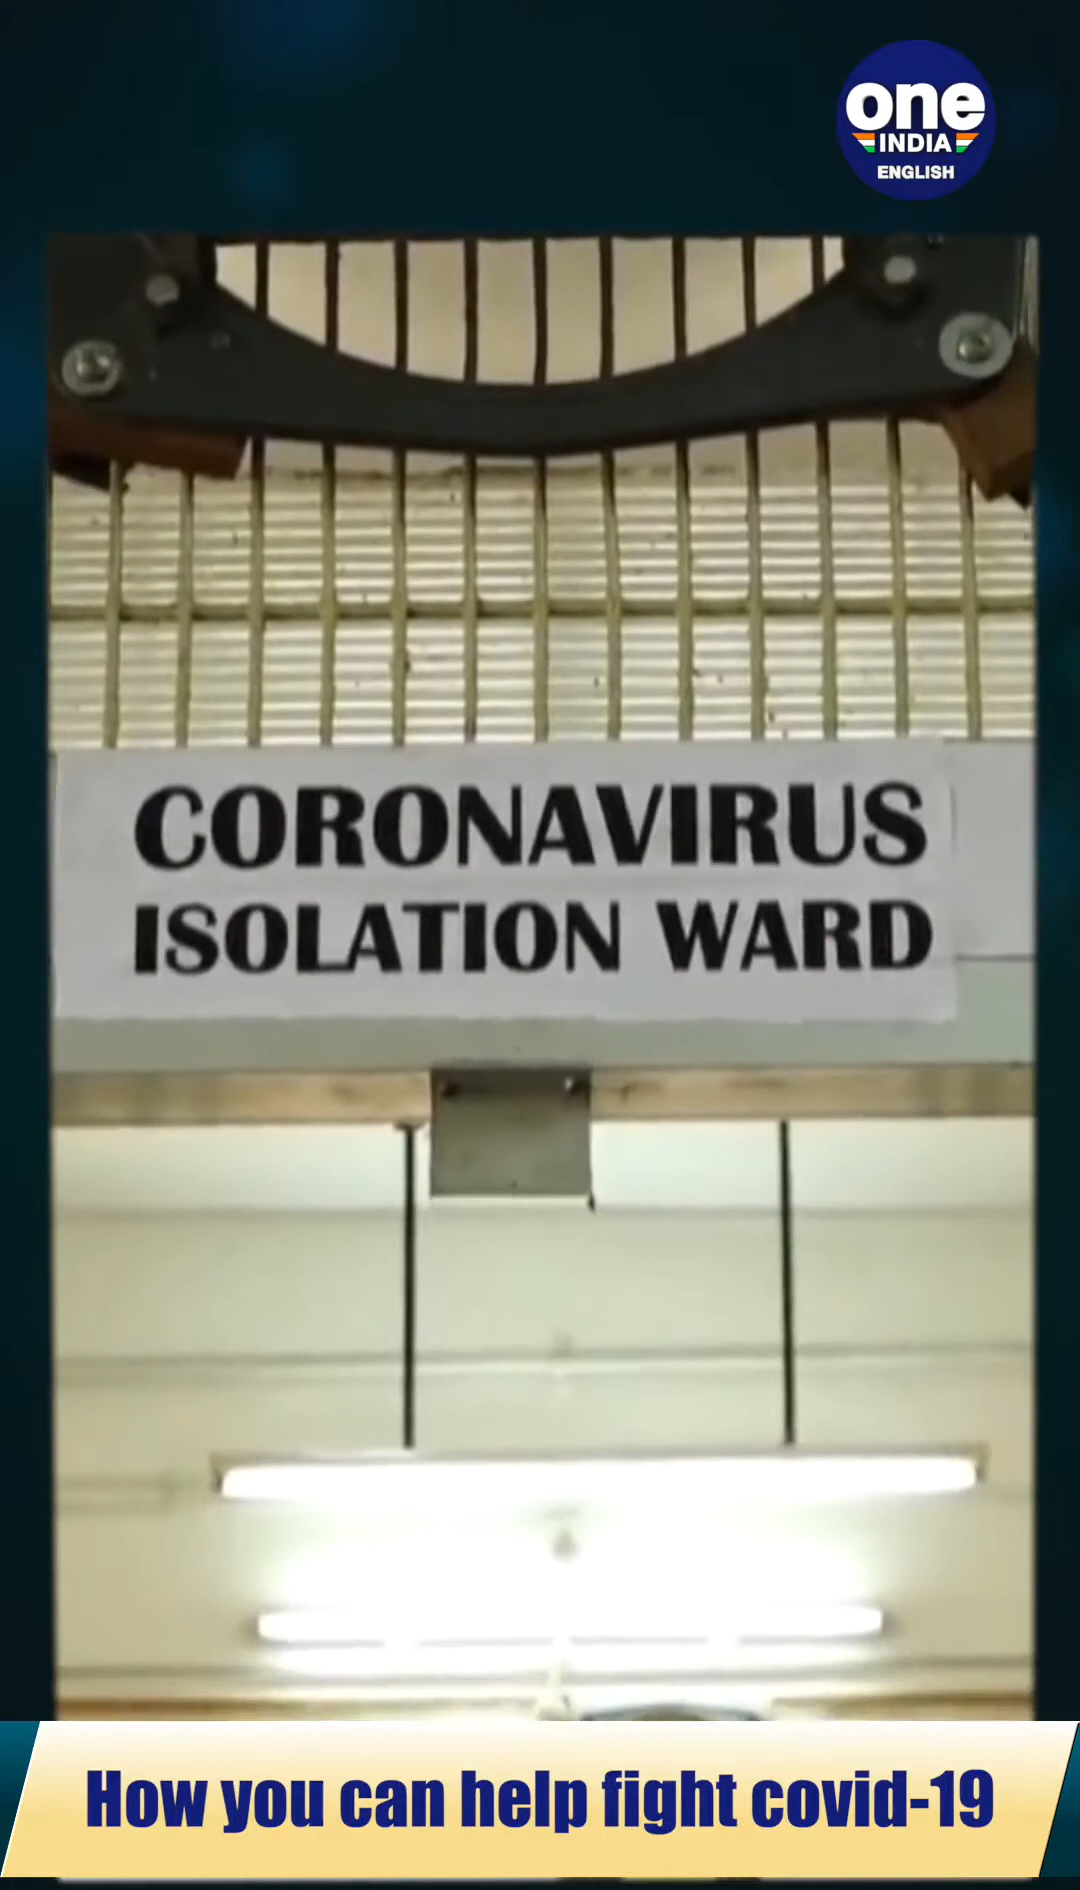 one
INDIA
ENGLISH
CORONAVIRUS
ISOLATION WARD
How you can help fight covid-19